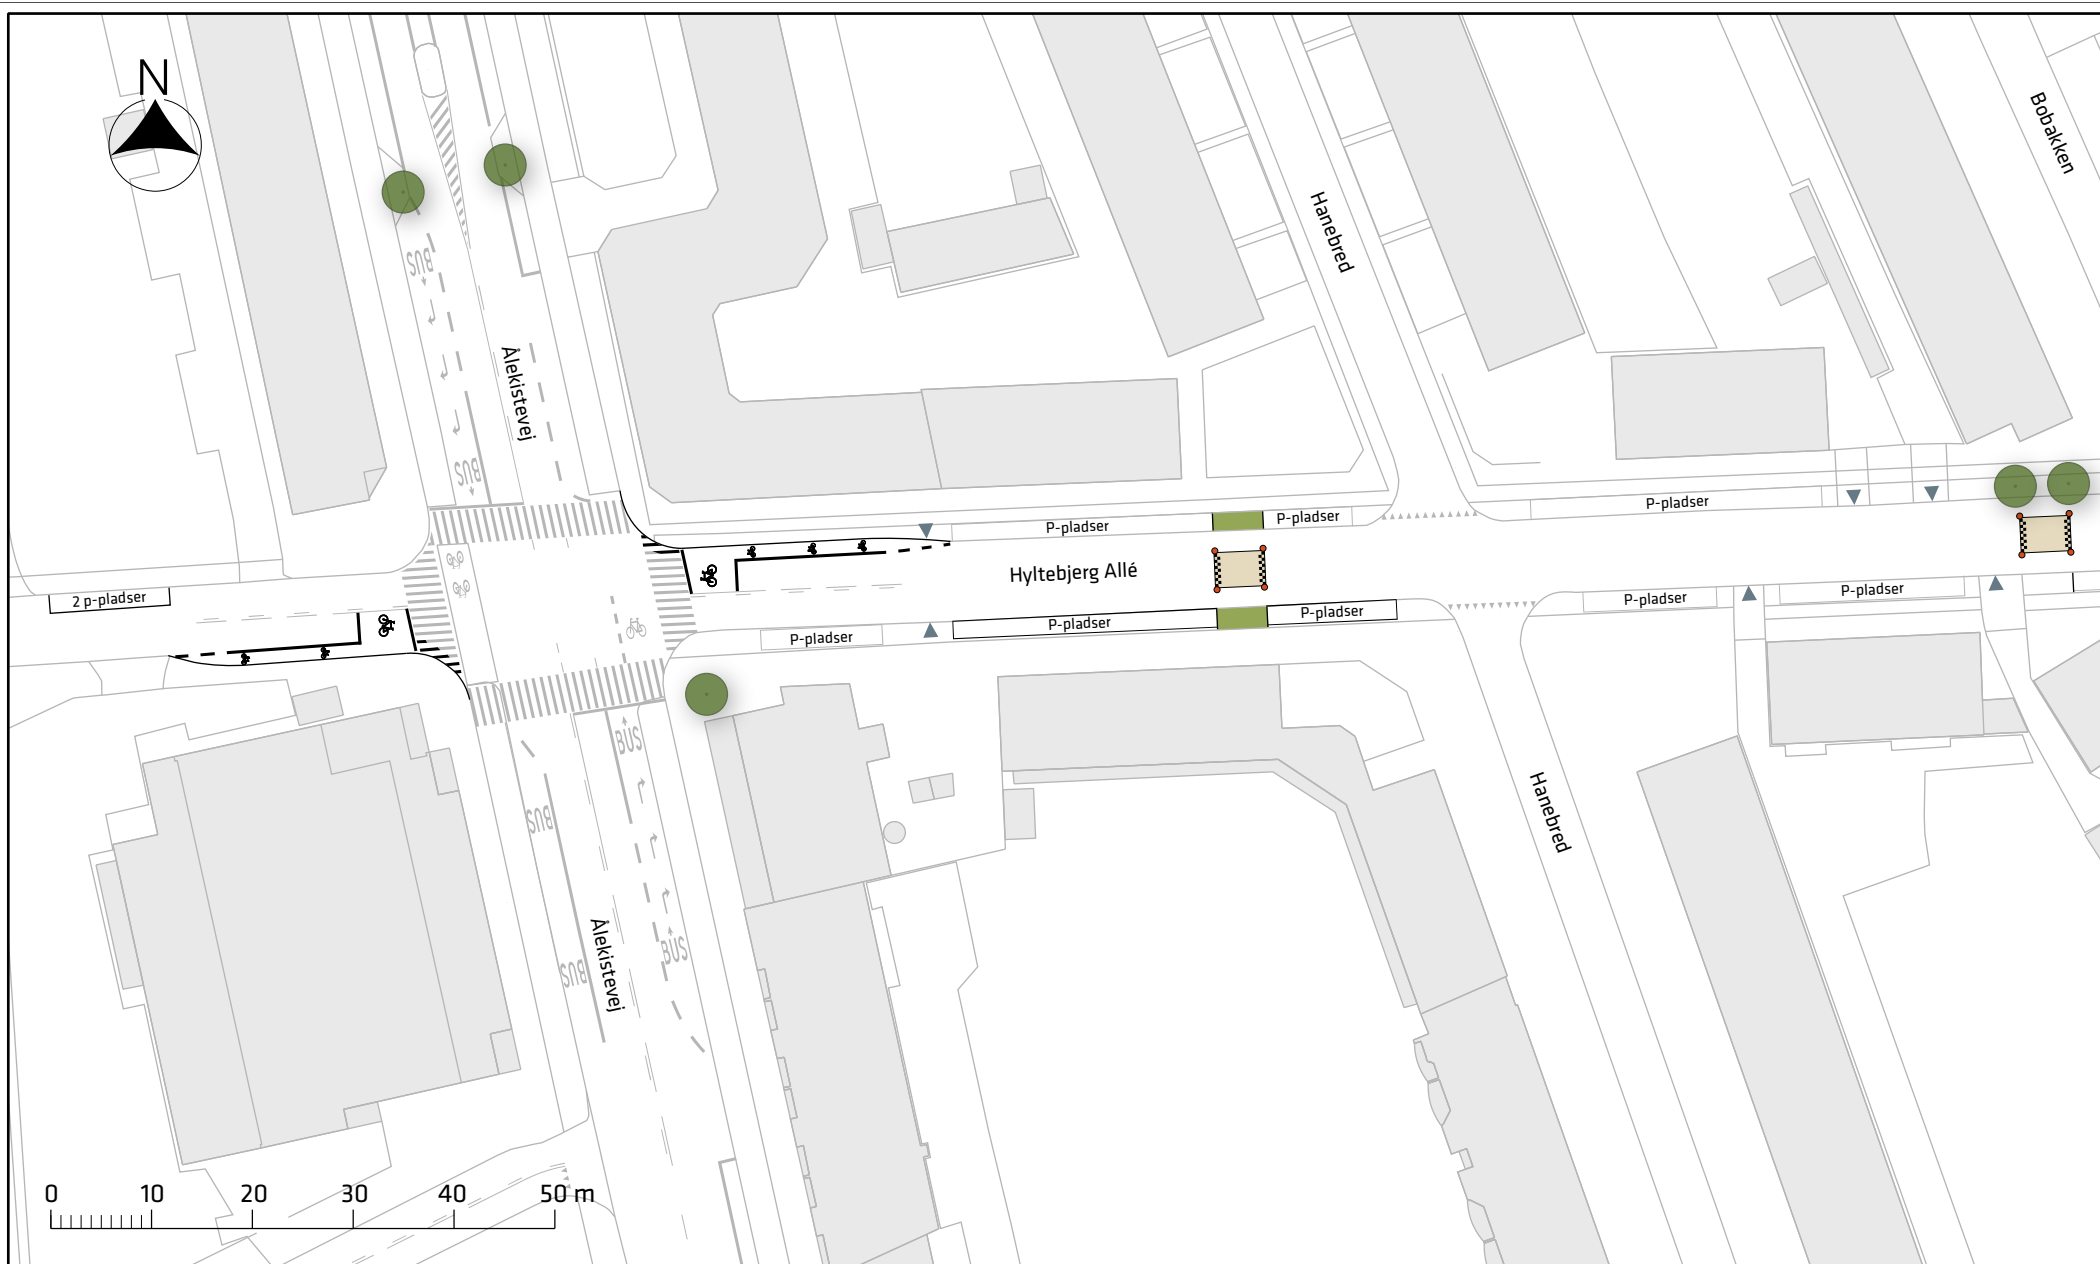 N
Bobakken
Hanebred
BUS
Ålekistevej
BUS
P-pladser
P-pladser
P-pladser
Hyltebjerg Allé
2 p-pladser
P-pladser
P-pladser
P-pladser
P-pladser
P-pladser
BUS
BUS
Hanebred
Ålekistevej
BUS
BUS
0 10 20 30 40 50 m